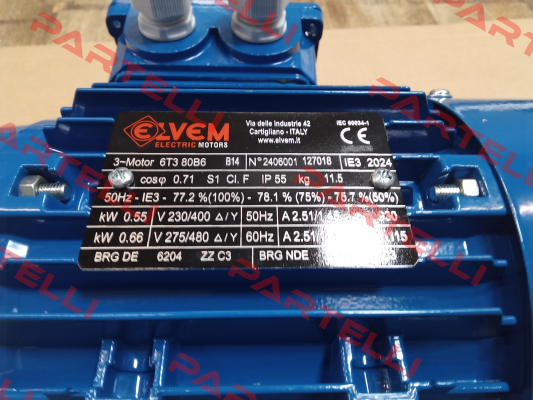 ELVEM
ELECTRIC MOTORS
Via delle industrie 42
Cartigliano - ITALY
www.elvem.it
IEC 60034-1
CE
3~Motor 6T3 80B6 B14 N° 2406001 127018 IE3 2024
cosφ 0.71 S1 Cl. F IP 55 kg 11.5
50Hz - IE3 - 77.2 %(100%) - 78.1 % (75%) - 75.7 %(50%)
kW 0.55 V 230/400 Δ/Y 50Hz A 2.51/
kW 0.66 V 275/480 Δ/Y 60Hz A 2.51
BRG DE 6204 ZZ C3 BRG NDE
PARTELLI
PARTELLI
PARTELLI
PARTELLI
PARTELLI